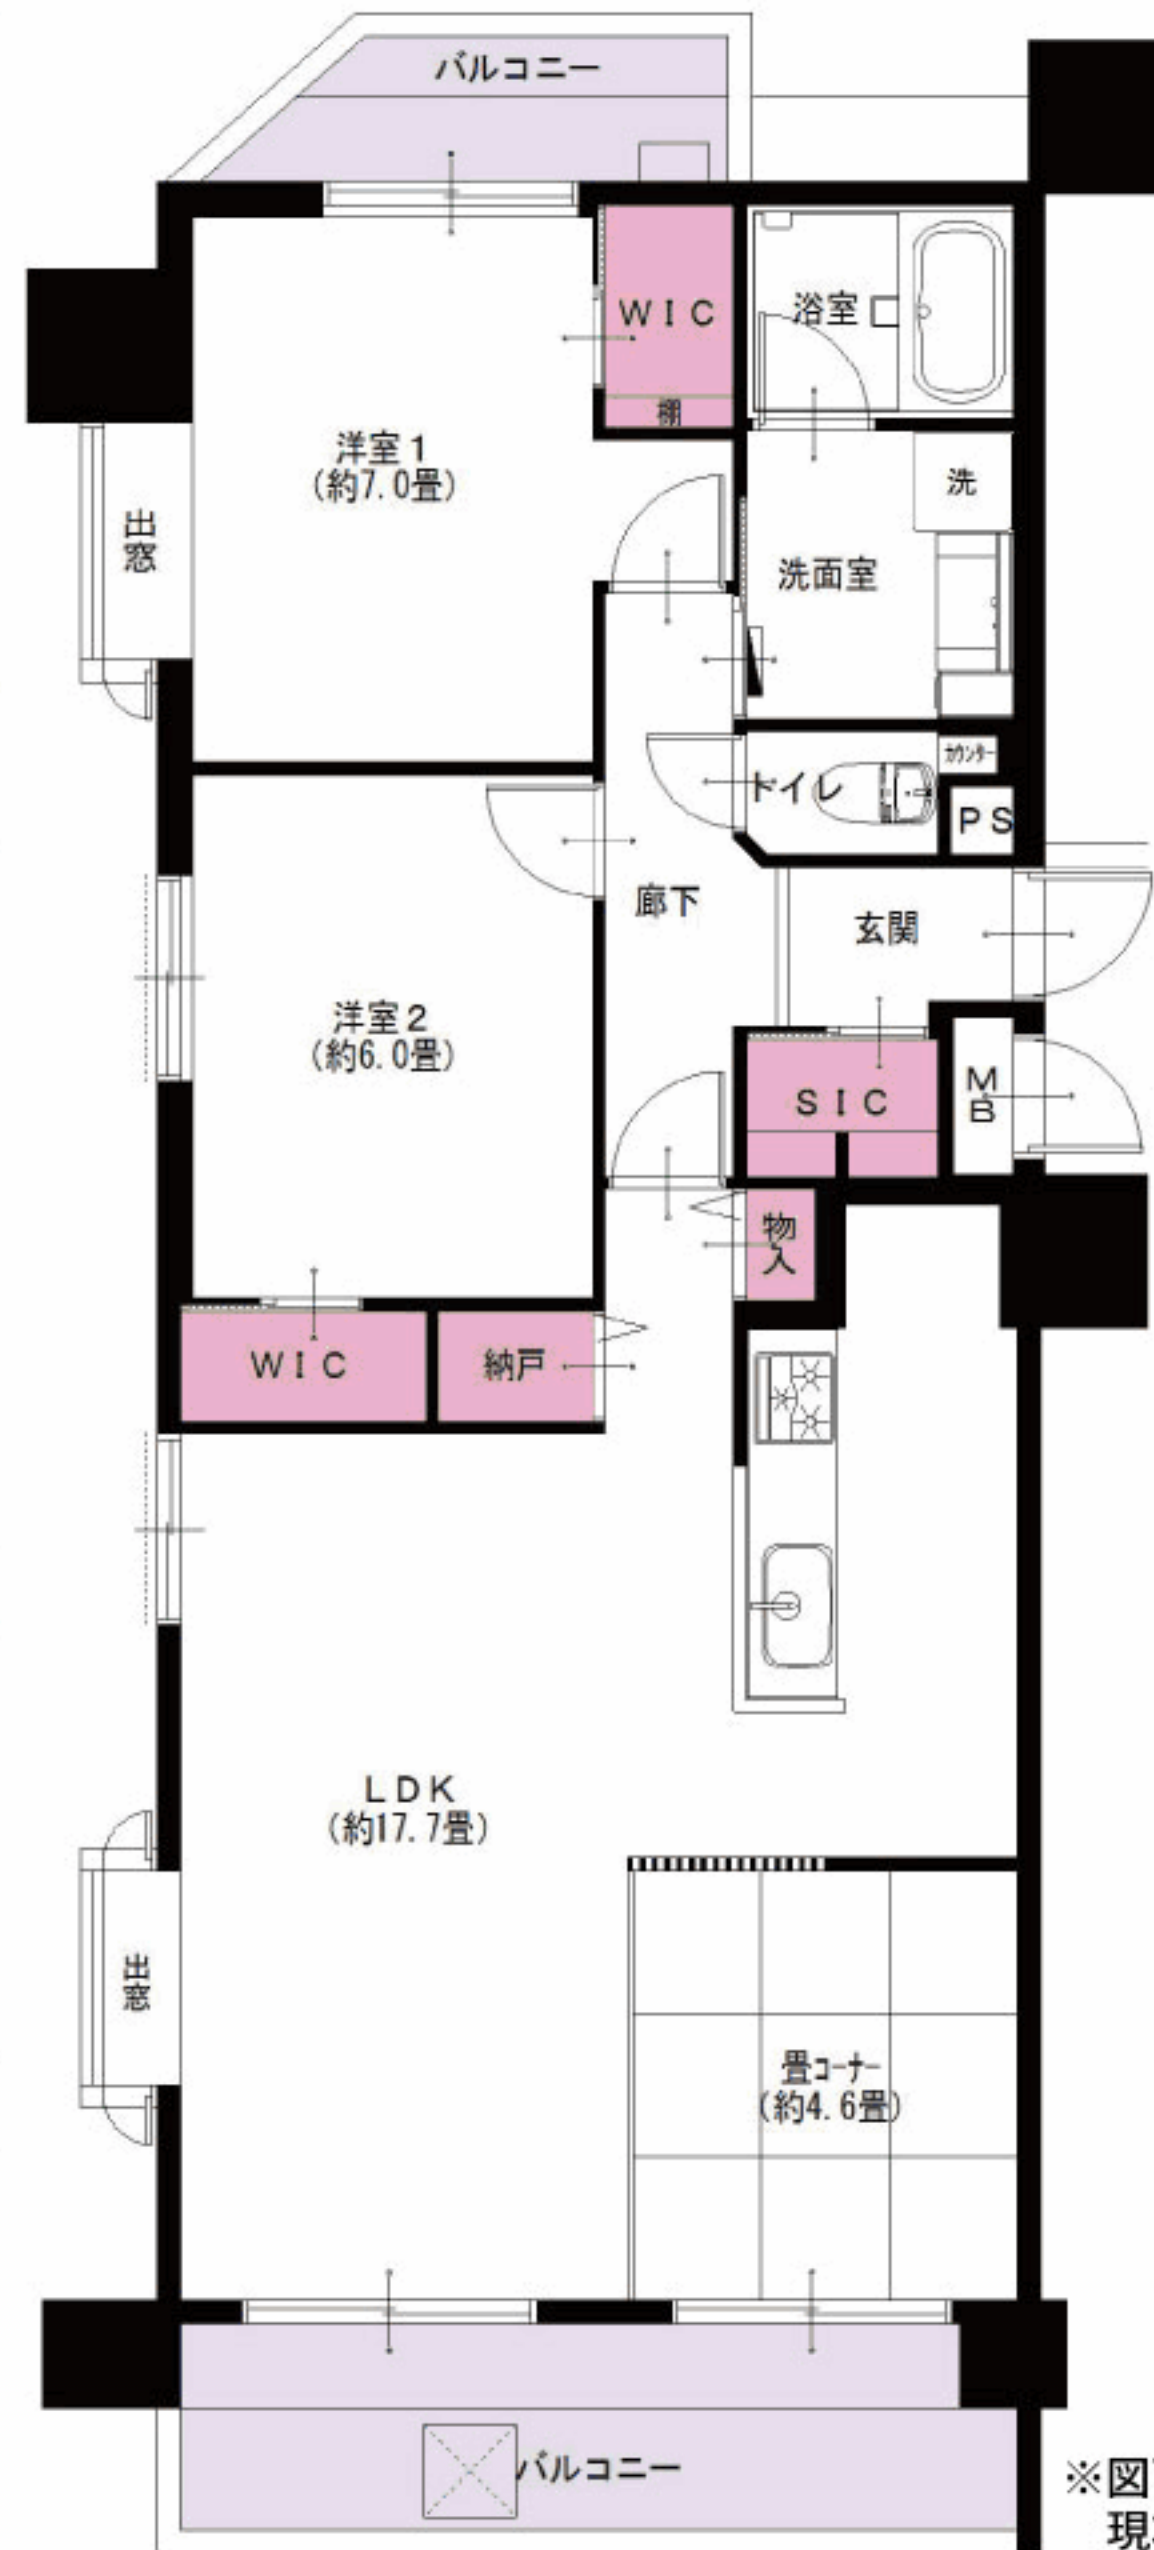 バルコニー
WIC
棚
浴室
洋室1
(約7.0畳)
洗
出窓
洗面室
カウンター
トイレ
PS
廊下
玄関
洋室2
(約6.0畳)
MB
SIC
物入
WIC
納戸
LDK
(約17.7畳)
出窓
畳コーナー
(約4.6畳)
バルコニー
※図
現